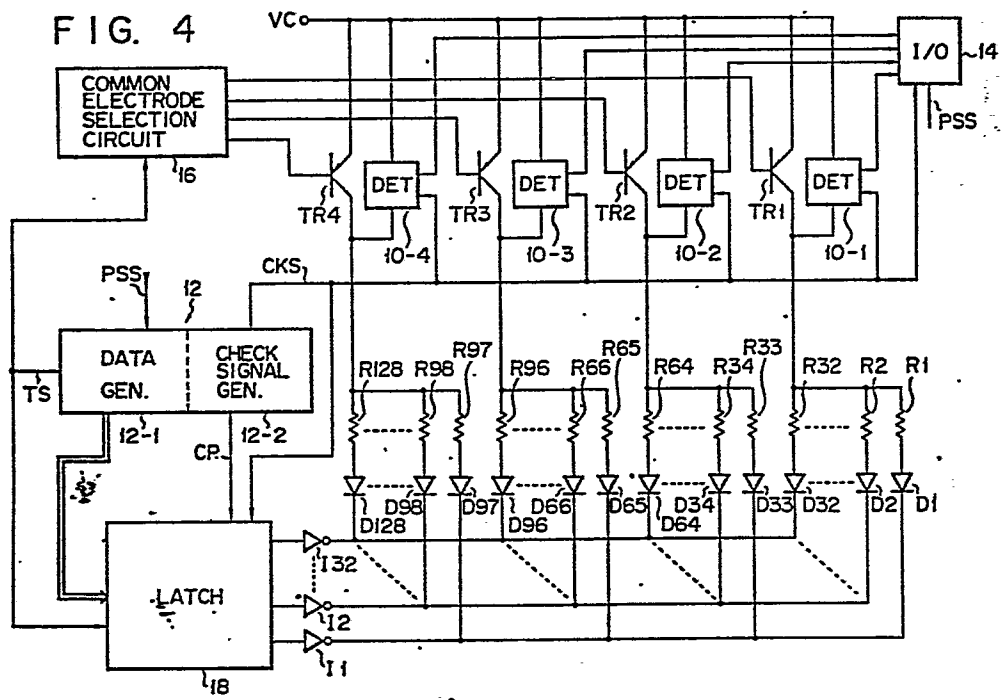 FIG. 4
VC
I/O
14
PSS
COMMON
ELECTRODE
SELECTION
CIRCUIT
16
TR4
DET
10-4
TR3
DET
10-3
TR2
DET
10-2
TR1
DET
10-1
PSS
12
CKS
DATA
GEN.
CHECK
SIGNAL
GEN.
TS
12-1
12-2
CP
R128
R98
R97
R96
R66
R65
R64
R34
R33
R32
R2
R1
D128
D98
D97
D96
D66
D65
D64
D34
D33
D32
D2
D1
LATCH
18
I32
I2
I1